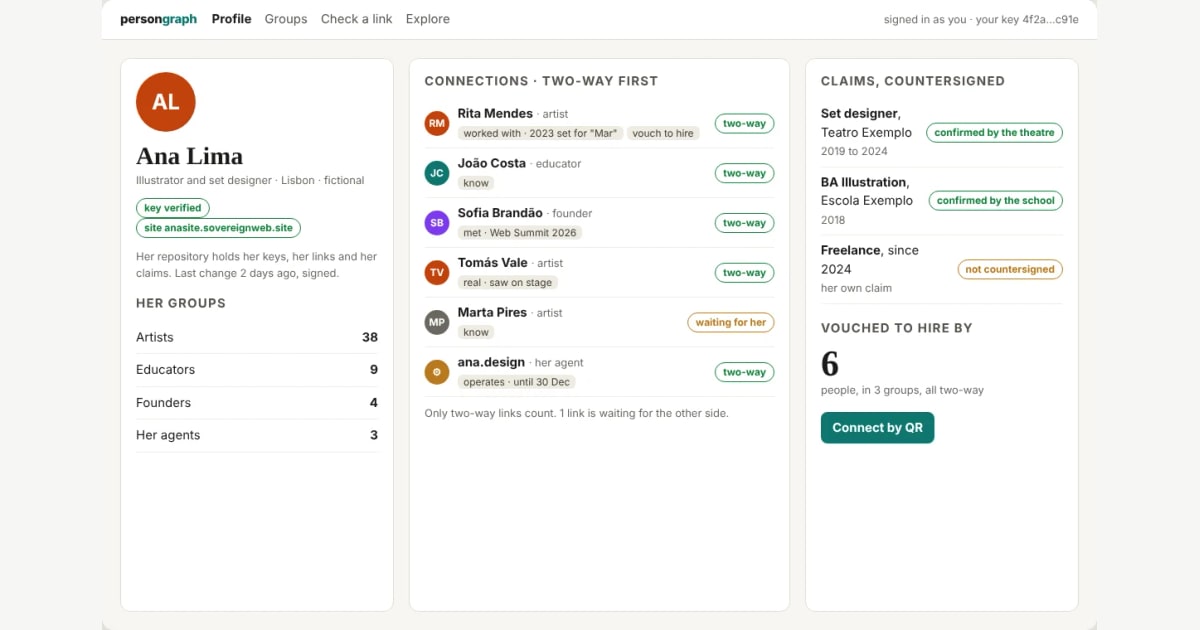 persongraph Profile Groups Check a link Explore
signed in as you · your key 4f2a...c91e
AL
Ana Lima
Illustrator and set designer · Lisbon · fictional
key verified
site anasite.sovereignweb.site
Her repository holds her keys, her links and her
claims. Last change 2 days ago, signed.
HER GROUPS
Artists 38
Educators 9
Founders 4
Her agents 3
CONNECTIONS · TWO-WAY FIRST
RM
Rita Mendes · artist
worked with · 2023 set for "Mar" vouch to hire
two-way
JC
João Costa · educator
know
two-way
SB
Sofia Brandão · founder
met · Web Summit 2026
two-way
TV
Tomás Vale · artist
real · saw on stage
two-way
MP
Marta Pires · artist
know
waiting for her
ana.design · her agent
operates · until 30 Dec
two-way
Only two-way links count. 1 link is waiting for the other side.
CLAIMS, COUNTERSIGNED
Set designer,
Teatro Exemplo
2019 to 2024
confirmed by the theatre
BA Illustration,
Escola Exemplo
2018
confirmed by the school
Freelance, since
2024
her own claim
not countersigned
VOUCHED TO HIRE BY
6
people, in 3 groups, all two-way
Connect by QR